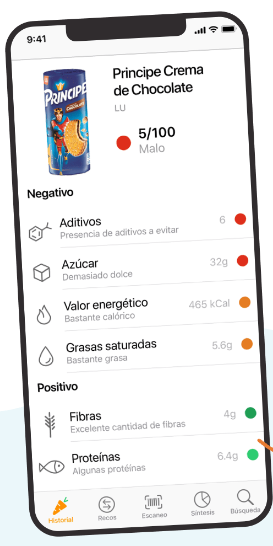 9:41
Principe Crema
de Chocolate
LU
PRINCIPE
5/100
Malo
Negativo
Aditivos
6
Presencia de aditivos a evitar
Azúcar
32g
Demasiado dolce
Valor energético
465 kCal
Bastante calórico
Grasas saturadas
5.6g
Bastante grasa
Positivo
Fibras
4g
Excelente cantidad de fibras
Proteínas
6,4g
Algunas proteínas
Historial
Recos
Escaneo
Síntesis
Búsqueda